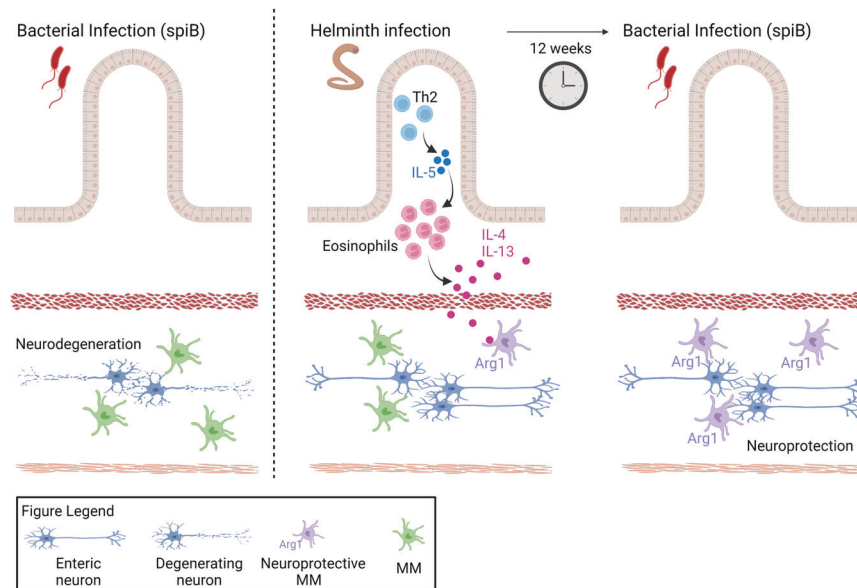 Bacterial Infection (spiB)
Helminth infection
12 weeks
Bacterial Infection (spiB)
Th2
IL-5
Eosinophils
IL-4
IL-13
Neurodegeneration
Arg1
Arg1
Arg1
Arg1
Neuroprotection
Figure Legend
Arg1
Enteric
neuron
Degenerating
neuron
Neuroprotective
MM
MM